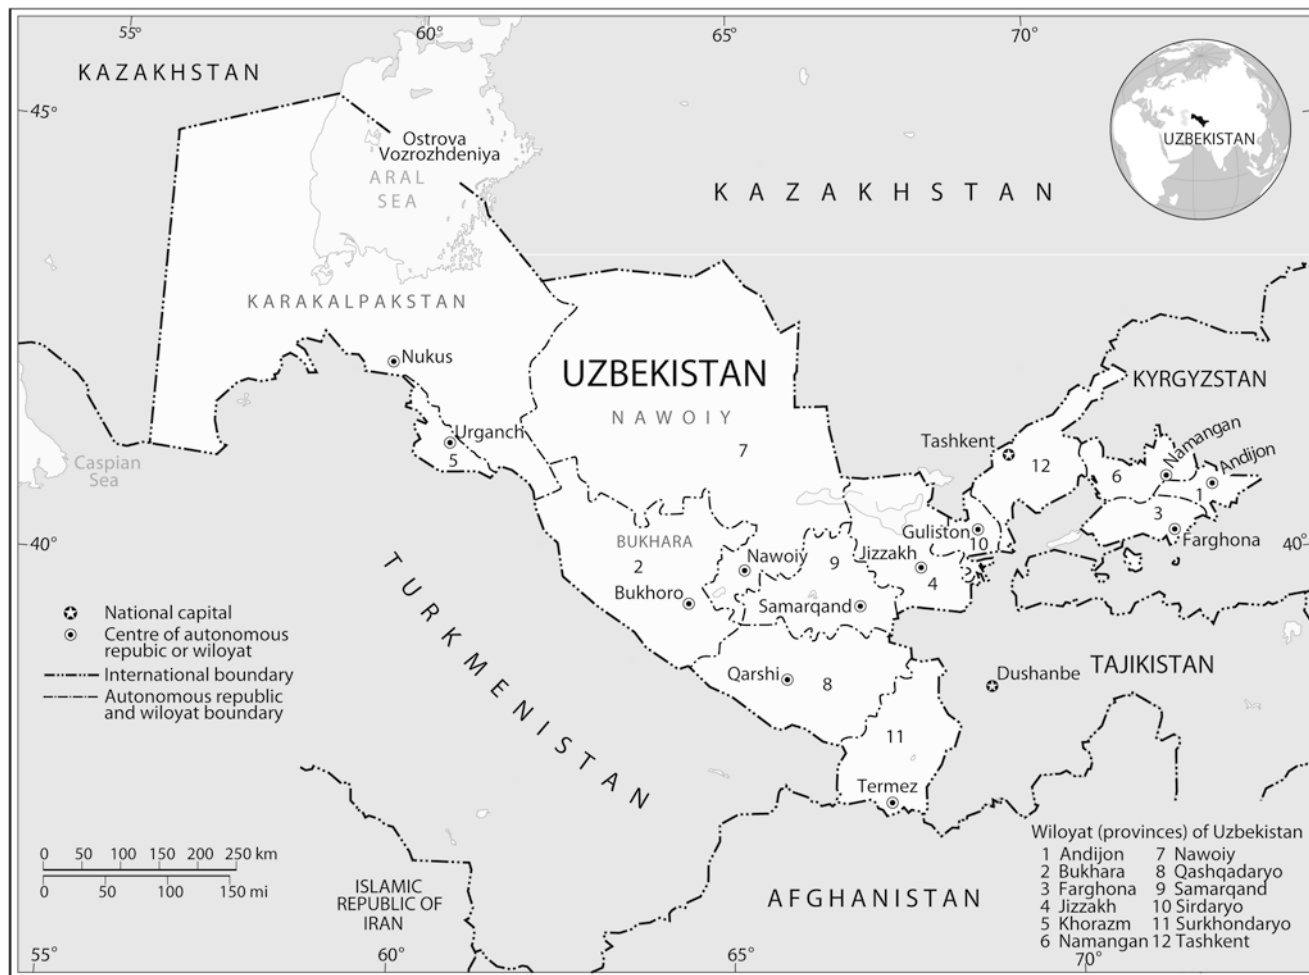 55°
60°
65°
70°
KAZAKHSTAN
45°
Ostrova
Vozrozhdeniya
ARAL
SEA
KAZAKHSTAN
UZBEKISTAN
KARAKALPAKSTAN
Nukus
UZBEKISTAN
NAWOIY
7
KYRGYZSTAN
Urganch
5
Tashkent
12
Namangan
6
Andijon
1
3
Farghona
Caspian
Sea
40°
Guliston
10
40°
BUKHARA
2
Bukhoro
Nawoiy
9
Jizzakh
4
Samarqand
TURKMENISTAN
National capital
Centre of autonomous
repubic or wiloyat
International boundary
Autonomous republic
and wiloyat boundary
Qarshi
8
Dushanbe
TAJIKISTAN
11
Termez
0 50 100 150 200 250 km
0 50 100 150 mi
ISLAMIC
REPUBLIC OF
IRAN
AFGHANISTAN
Wiloyat (provinces) of Uzbekistan
1 Andijon 7 Nawoiy
2 Bukhara 8 Qashqadaryo
3 Farghona 9 Samarqand
4 Jizzakh 10 Sirdaryo
5 Khorazm 11 Surkhondaryo
6 Namangan 12 Tashkent
55°
60°
65°
70°